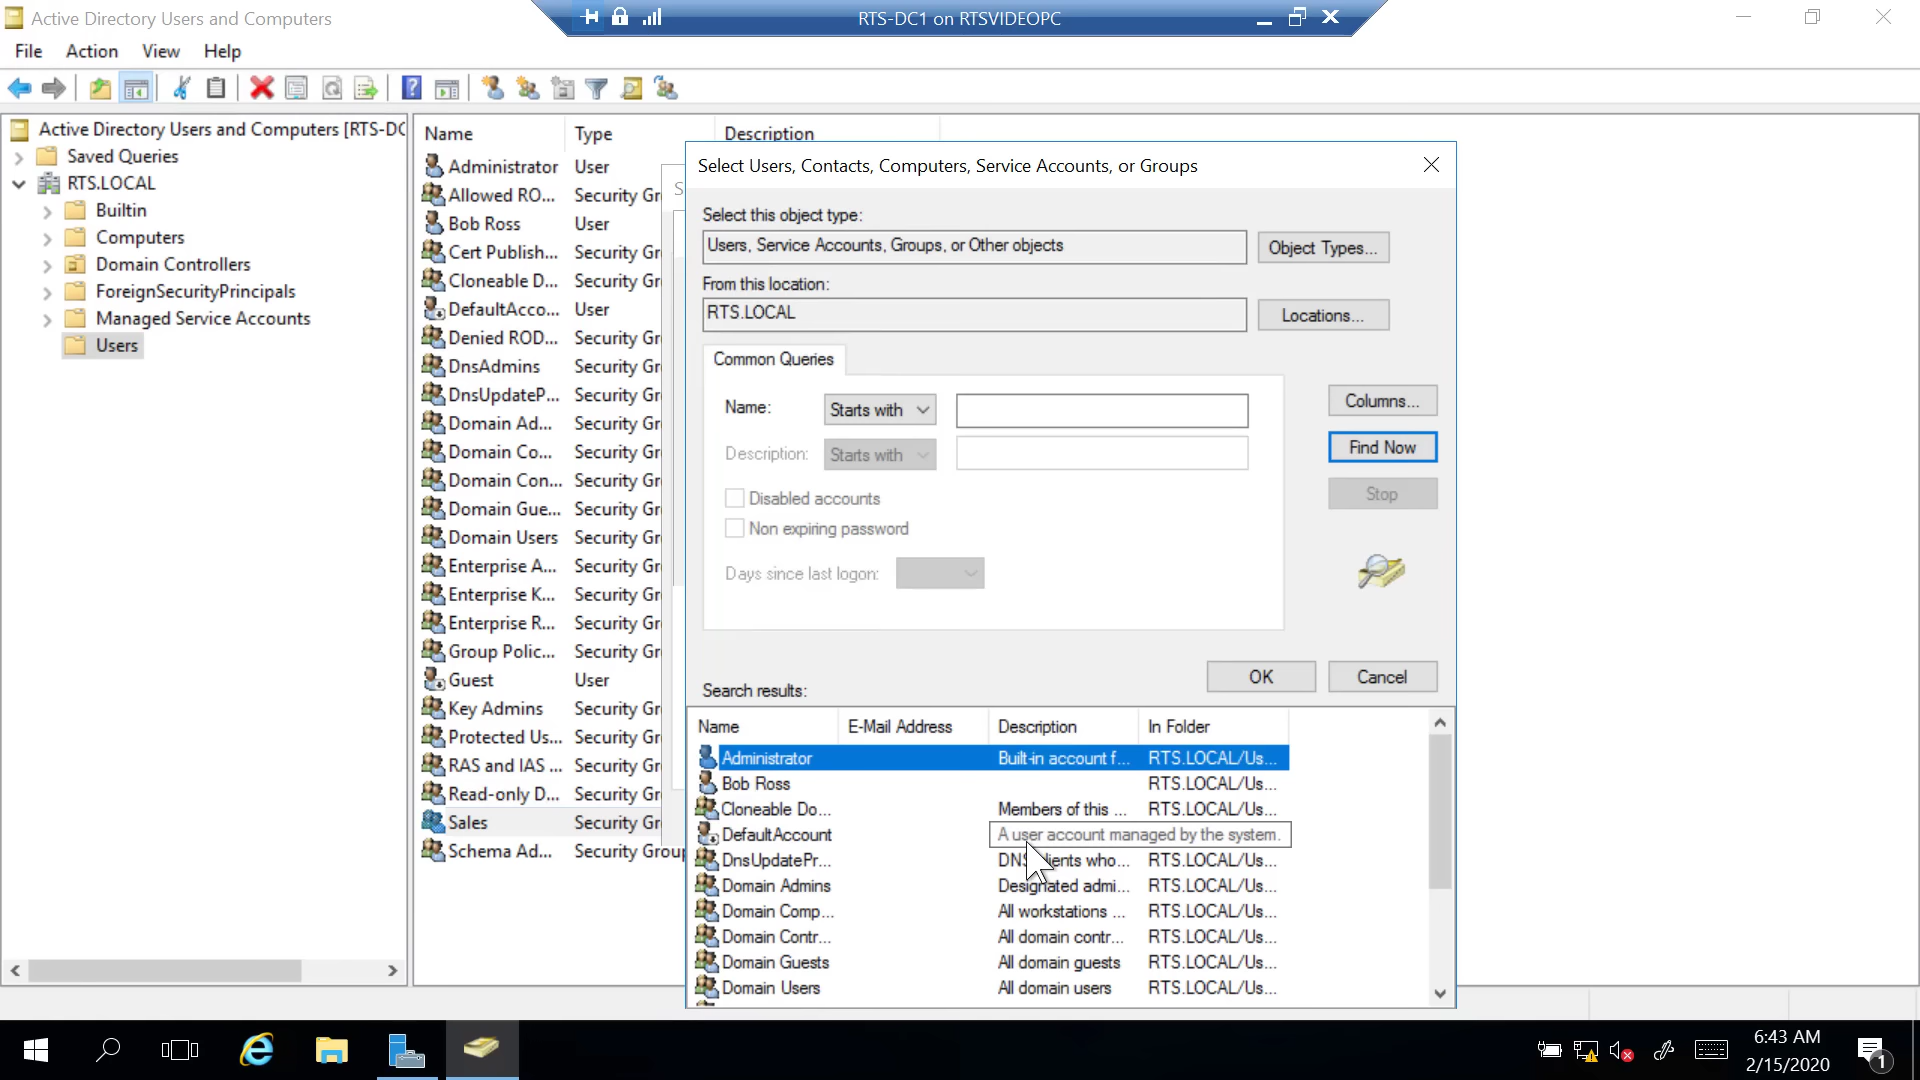 Active Directory Users and Computers
RTS-DC1 on RTSVIDEOPC
File Action View Help
Active Directory Users and Computers [RTS-DC
Saved Queries
RTS.LOCAL
Builtin
Computers
Domain Controllers
ForeignSecurityPrincipals
Managed Service Accounts
Users
Name Type Description
Administrator User
Allowed RO... Security Gr
Bob Ross User
Cert Publish... Security Gr
Cloneable D... Security Gr
DefaultAcco... User
Denied ROD... Security Gr
DnsAdmins Security Gr
DnsUpdateP... Security Gr
Domain Ad... Security Gr
Domain Co... Security Gr
Domain Con... Security Gr
Domain Gue... Security Gr
Domain Users Security Gr
Enterprise A... Security Gr
Enterprise K... Security Gr
Enterprise R... Security Gr
Group Polic... Security Gr
Guest User
Key Admins Security Gr
Protected Us... Security Gr
RAS and IAS ... Security Gr
Read-only D... Security Gr
Sales Security Gr
Schema Ad... Security Group
S
Select Users, Contacts, Computers, Service Accounts, or Groups
Select this object type:
Users, Service Accounts, Groups, or Other objects
Object Types...
From this location:
RTS.LOCAL
Locations...
Common Queries
Name: Starts with
Description: Starts with
Disabled accounts
Non expiring password
Days since last logon:
Columns...
Find Now
Stop
OK
Cancel
Search results:
Name E-Mail Address Description In Folder
Administrator Built-in account f... RTS.LOCAL/Us...
Bob Ross RTS.LOCAL/Us...
Cloneable Do... Members of this ... RTS.LOCAL/Us...
DefaultAccount A user account managed by the system.
DnsUpdatePr... DNS clients who... RTS.LOCAL/Us...
Domain Admins Designated admi... RTS.LOCAL/Us...
Domain Comp... All workstations ... RTS.LOCAL/Us...
Domain Contr... All domain contr... RTS.LOCAL/Us...
Domain Guests All domain guests RTS.LOCAL/Us...
Domain Users All domain users RTS.LOCAL/Us...
6:43 AM
2/15/2020
1